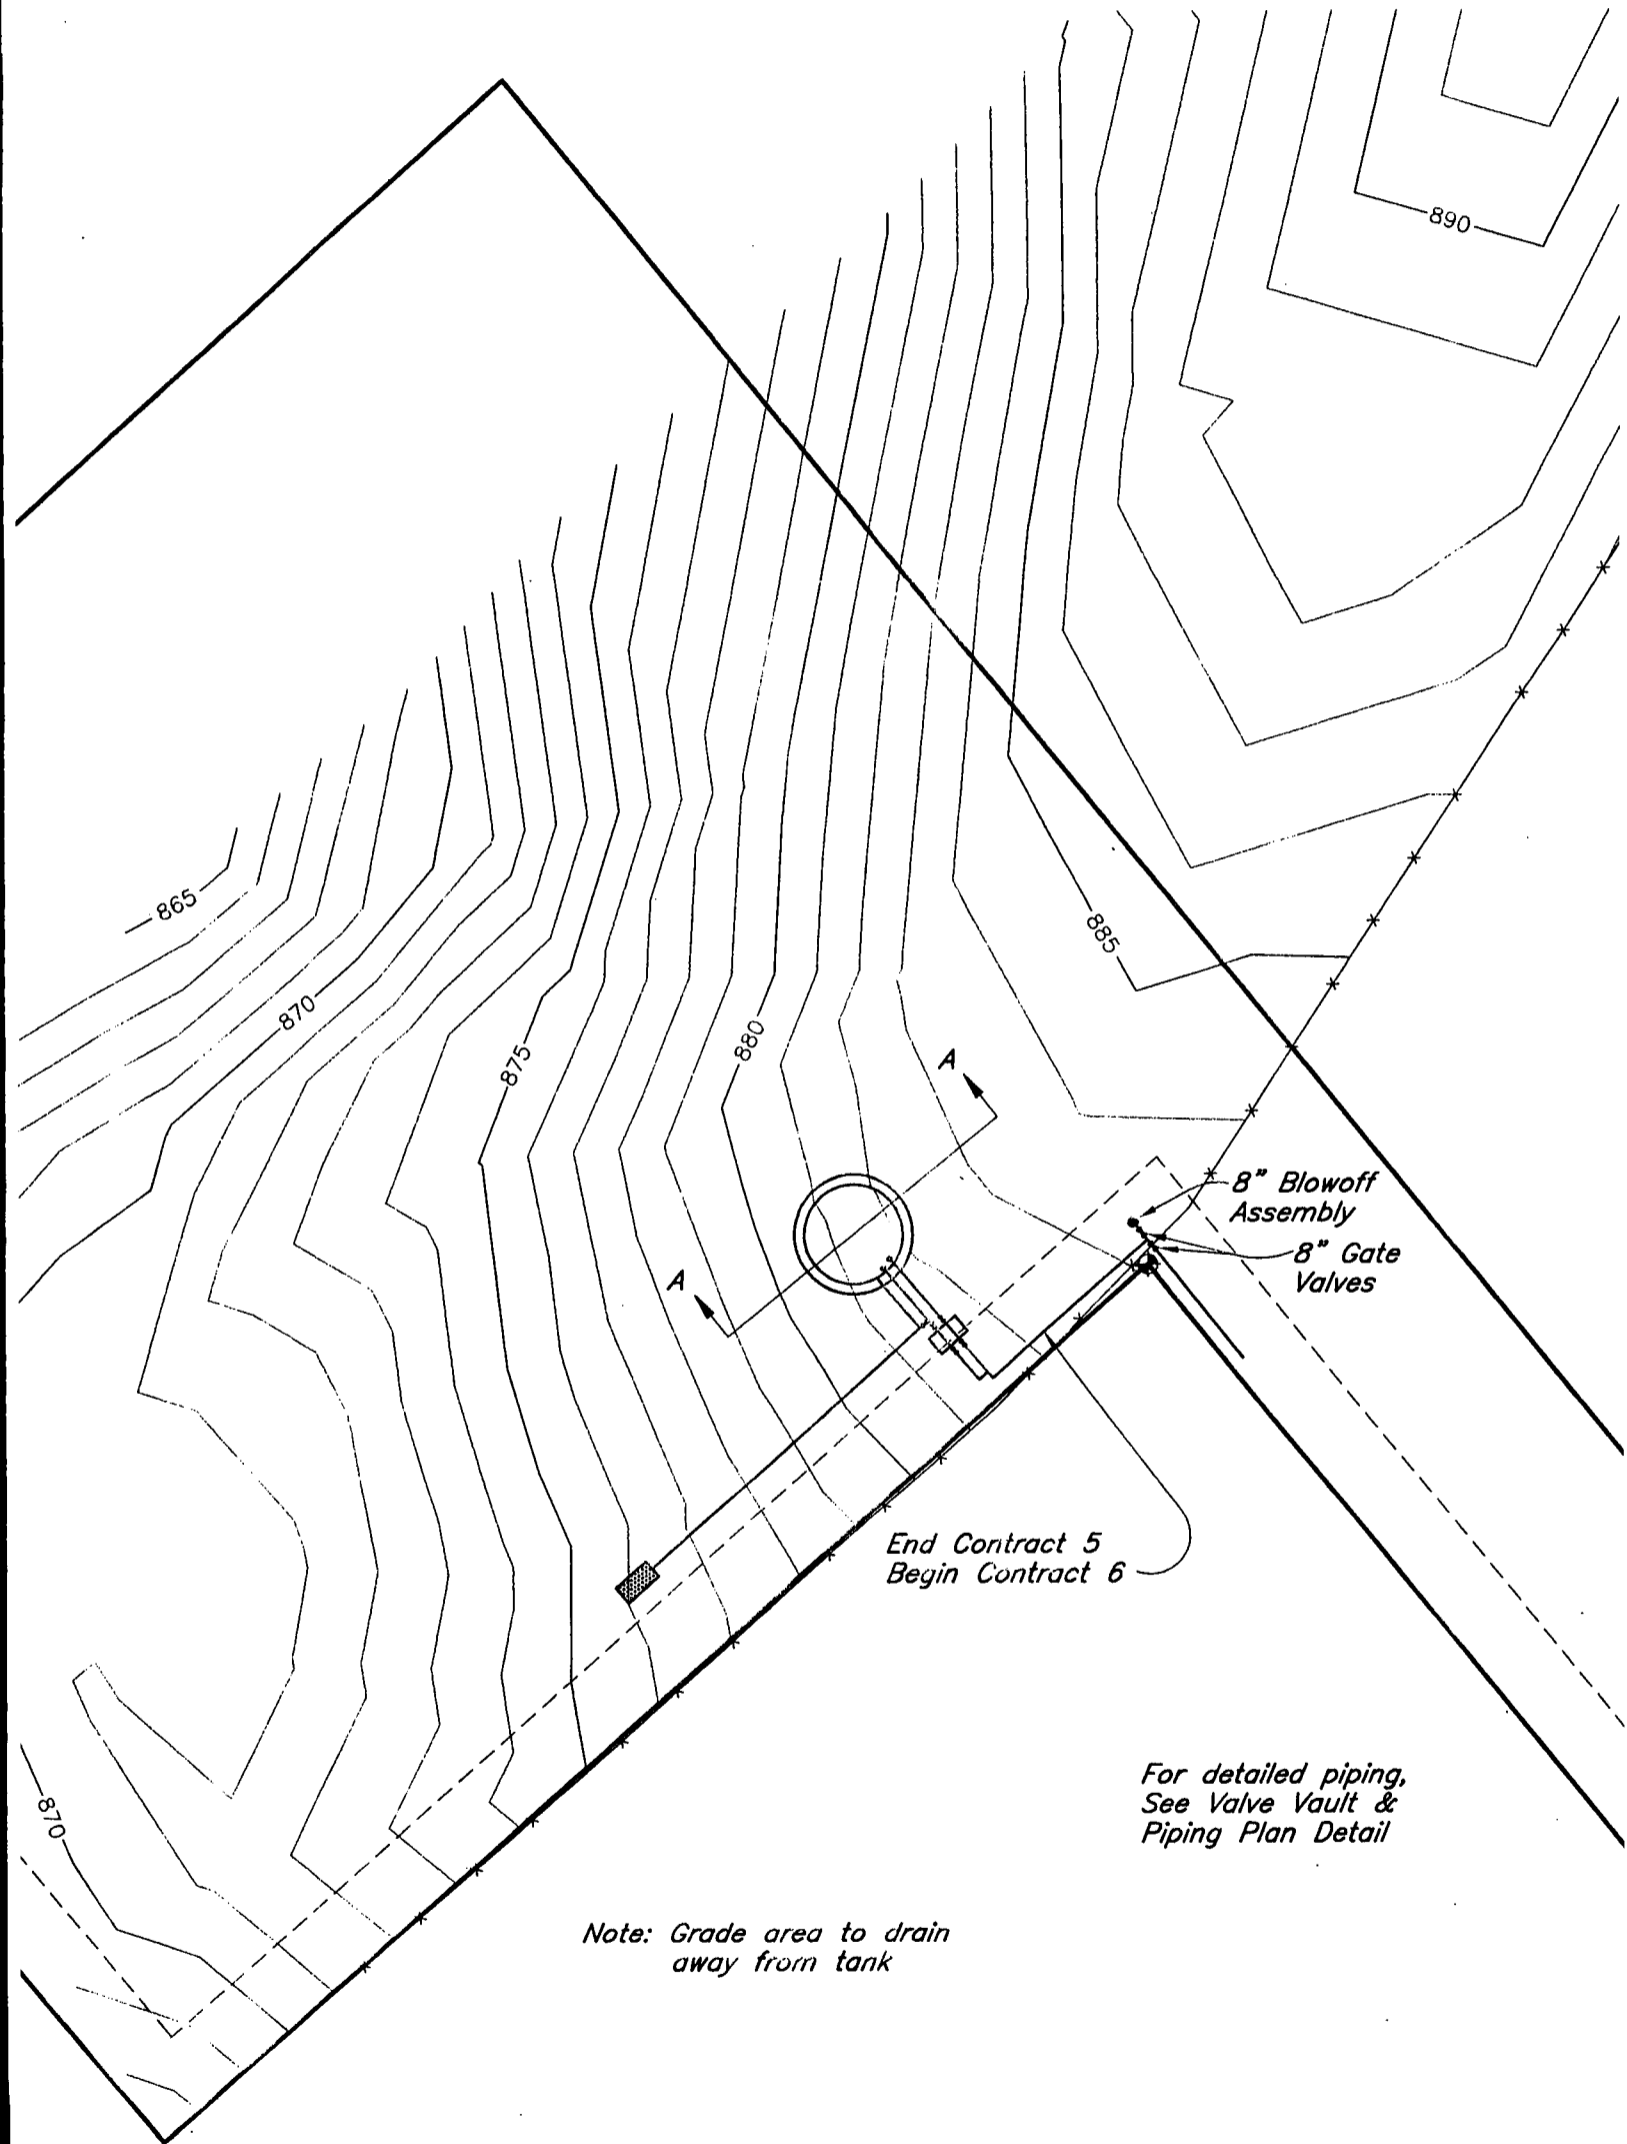 890
865
885
870
880
875
A
A
8" Blowoff
Assembly
8" Gate
Valves
End Contract 5
Begin Contract 6
For detailed piping,
See Valve Vault &
Piping Plan Detail
870
Note: Grade area to drain
away from tank